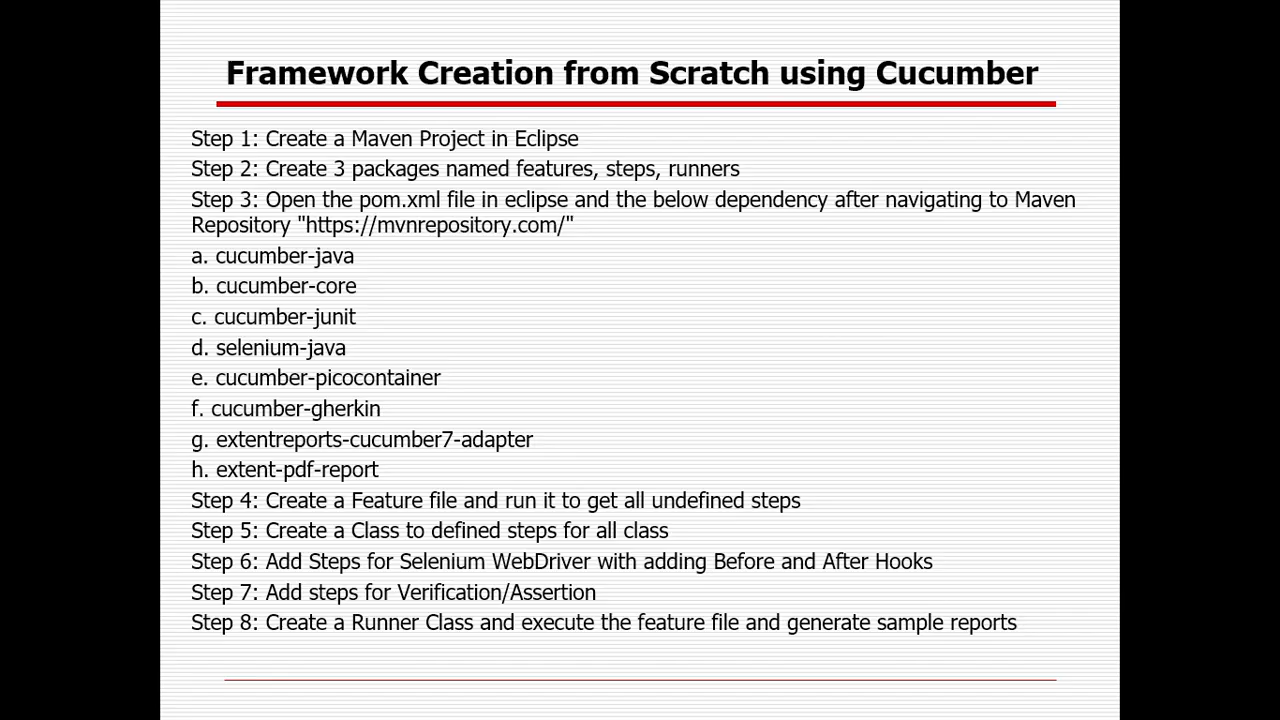 Framework Creation from Scratch using Cucumber
Step 1: Create a Maven Project in Eclipse
Step 2: Create 3 packages named features, steps, runners
Step 3: Open the pom.xml file in eclipse and the below dependency after navigating to Maven
Repository "https://mvnrepository.com/"
a. cucumber-java
b. cucumber-core
c. cucumber-junit
d. selenium-java
e. cucumber-picocontainer
f. cucumber-gherkin
g. extentreports-cucumber7-adapter
h. extent-pdf-report
Step 4: Create a Feature file and run it to get all undefined steps
Step 5: Create a Class to defined steps for all class
Step 6: Add Steps for Selenium WebDriver with adding Before and After Hooks
Step 7: Add steps for Verification/Assertion
Step 8: Create a Runner Class and execute the feature file and generate sample reports